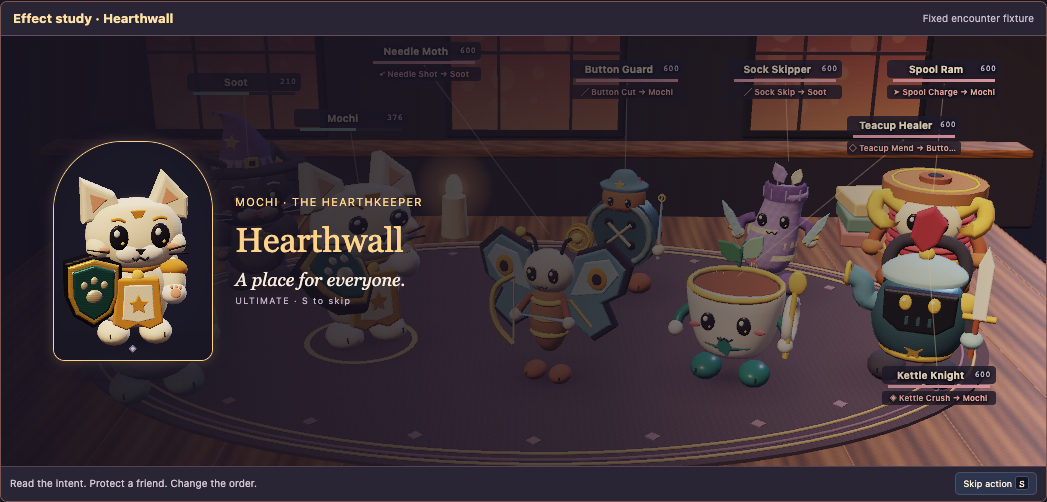 Effect study · Hearthwall
Fixed encounter fixture
Needle Moth 600
✔ Needle Shot → Soot
Soot 210
Mochi 376
Button Guard 600
⟋ Button Cut → Mochi
Sock Skipper 600
⟋ Sock Skip → Soot
Spool Ram 600
➤ Spool Charge → Mochi
Teacup Healer 600
◇ Teacup Mend → Butto...
MOCHI · THE HEARTHKEEPER
Hearthwall
A place for everyone.
ULTIMATE · S to skip
Kettle Knight 600
◈ Kettle Crush → Mochi
Read the intent. Protect a friend. Change the order.
Skip action S